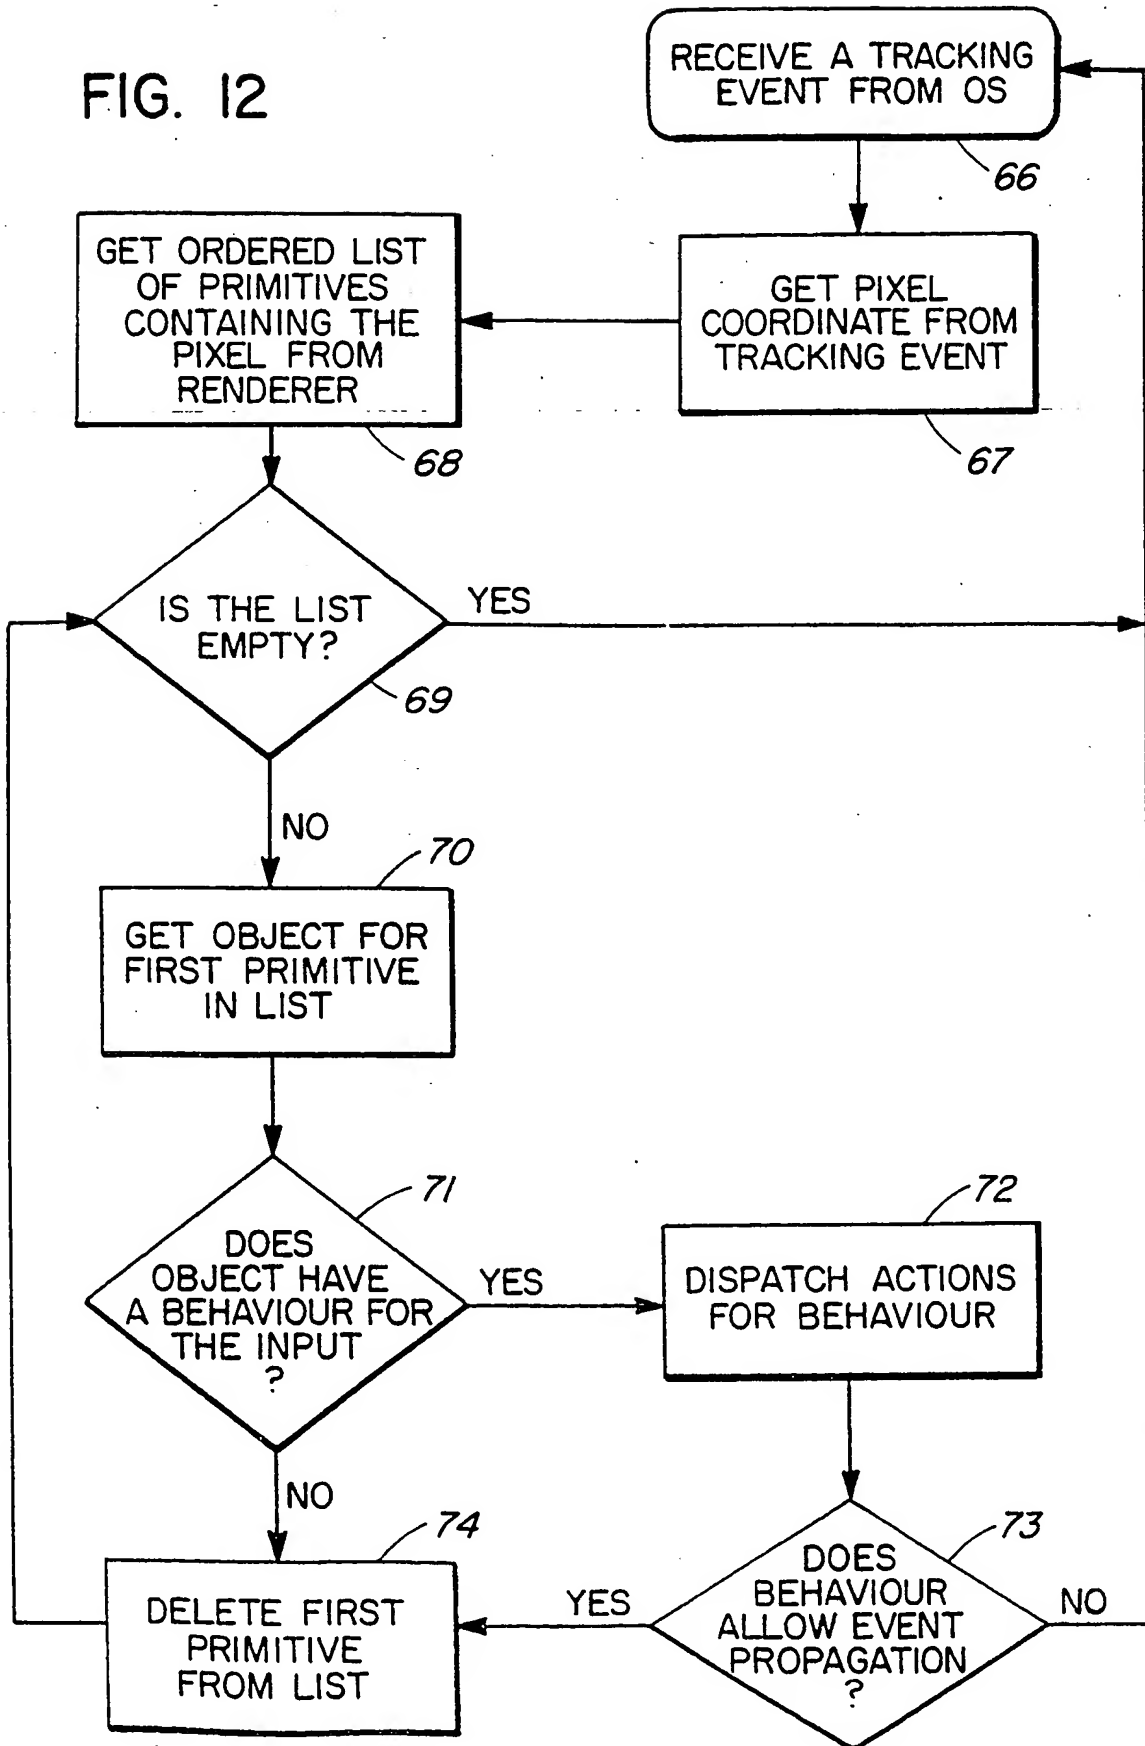 FIG. 12
RECEIVE A TRACKING
EVENT FROM OS
66
GET PIXEL
COORDINATE FROM
TRACKING EVENT
67
GET ORDERED LIST
OF PRIMITIVES
CONTAINING THE
PIXEL FROM
RENDERER
68
IS THE LIST
EMPTY?
YES
69
NO
70
GET OBJECT FOR
FIRST PRIMITIVE
IN LIST
71
DOES
OBJECT HAVE
A BEHAVIOUR FOR
THE INPUT
?
YES
72
DISPATCH ACTIONS
FOR BEHAVIOUR
NO
73
DOES
BEHAVIOUR
ALLOW EVENT
PROPAGATION
?
YES
NO
74
DELETE FIRST
PRIMITIVE
FROM LIST